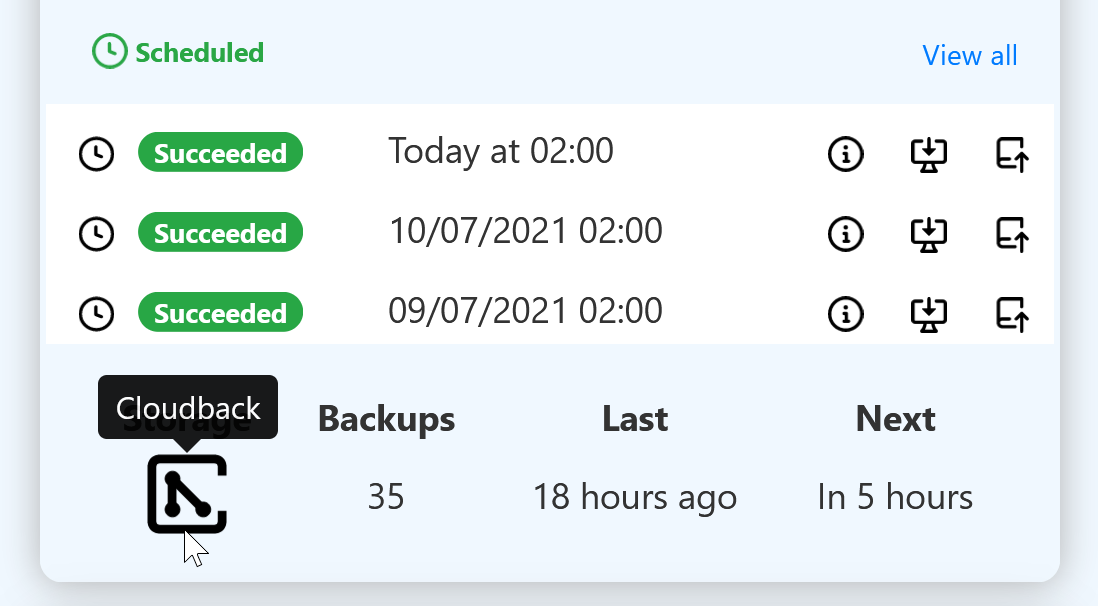 Scheduled View all
Succeeded Today at 02:00
Succeeded 10/07/2021 02:00
Succeeded 09/07/2021 02:00
Cloudback
Storage Backups Last Next
35 18 hours ago In 5 hours